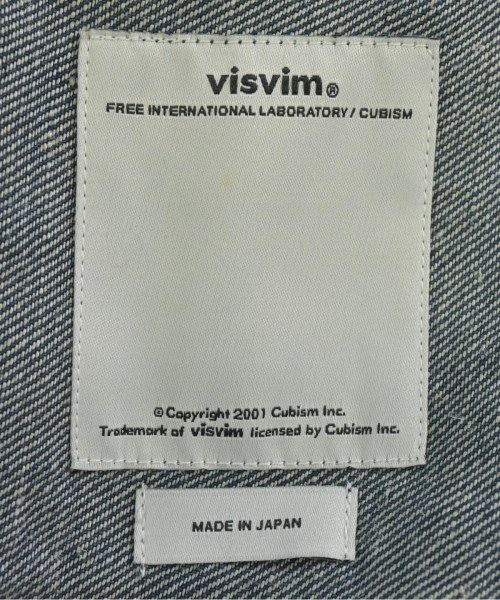 visvim®
FREE INTERNATIONAL LABORATORY / CUBISM
© Copyright 2001 Cubism Inc.
Trademark of visvim licensed by Cubism Inc.
MADE IN JAPAN